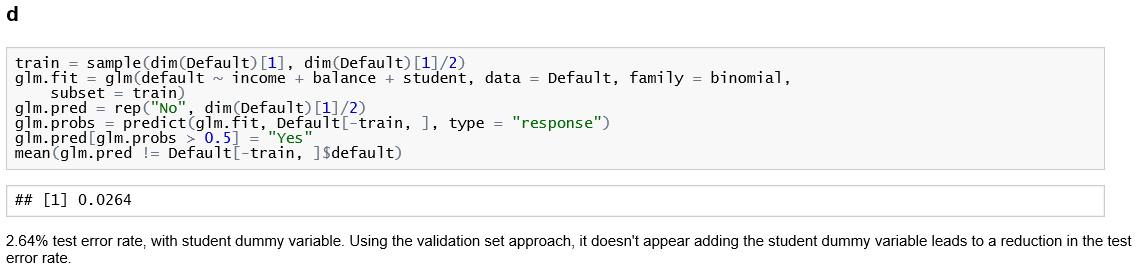 d
train = sample(dim(Default)[1], dim(Default)[1]/2)
glm.fit = glm(default ~ income + balance + student, data = Default, family = binomial,
    subset = train)
glm.pred = rep("No", dim(Default)[1]/2)
glm.probs = predict(glm.fit, Default[-train, ], type = "response")
glm.pred[glm.probs > 0.5] = "Yes"
mean(glm.pred != Default[-train, ]$default)
## [1] 0.0264
2.64% test error rate, with student dummy variable. Using the validation set approach, it doesn't appear adding the student dummy variable leads to a reduction in the test
error rate.